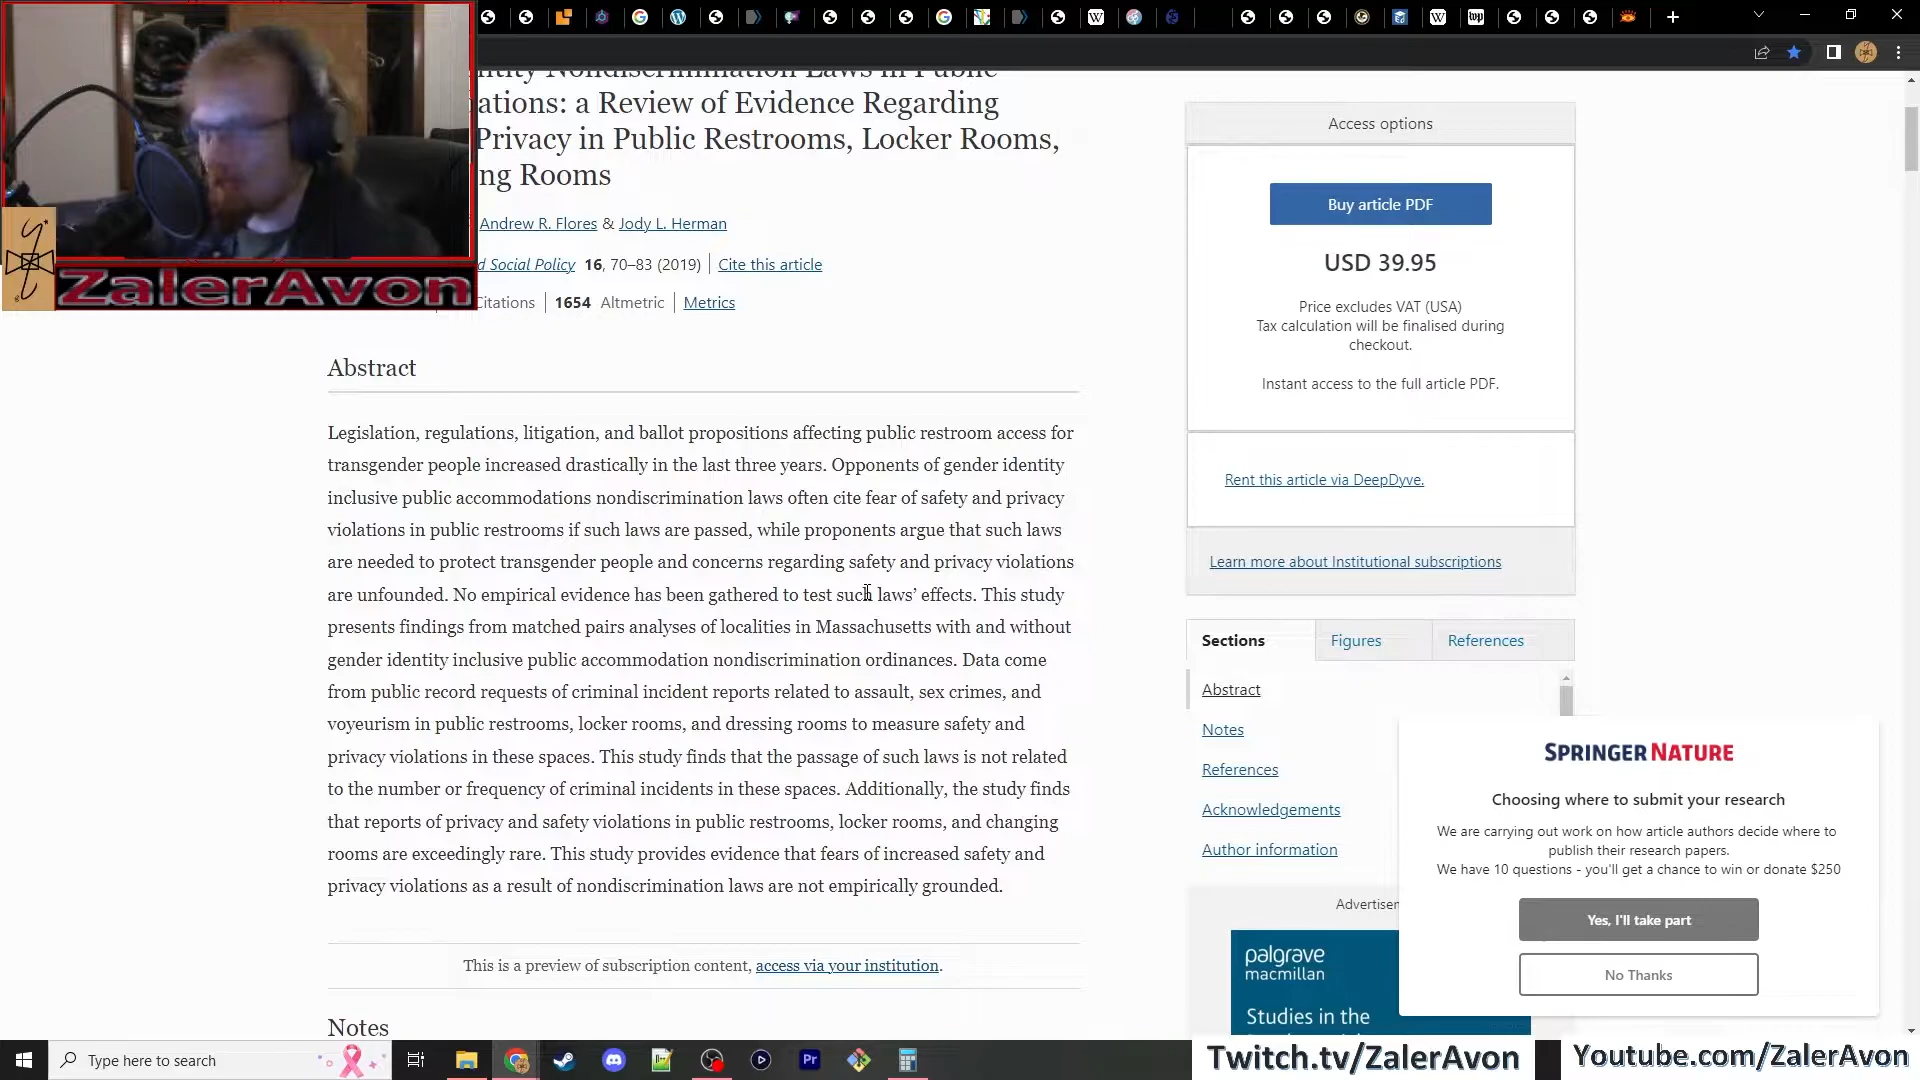 ntity Nondiscrimination Laws in Public
ations: a Review of Evidence Regarding
Privacy in Public Restrooms, Locker Rooms,
ng Rooms
Andrew R. Flores & Jody L. Herman
d Social Policy 16, 70–83 (2019) Cite this article
Citations 1654 Altmetric Metrics
ZalerAvon
Abstract
Legislation, regulations, litigation, and ballot propositions affecting public restroom access for
transgender people increased drastically in the last three years. Opponents of gender identity
inclusive public accommodations nondiscrimination laws often cite fear of safety and privacy
violations in public restrooms if such laws are passed, while proponents argue that such laws
are needed to protect transgender people and concerns regarding safety and privacy violations
are unfounded. No empirical evidence has been gathered to test such laws’ effects. This study
presents findings from matched pairs analyses of localities in Massachusetts with and without
gender identity inclusive public accommodation nondiscrimination ordinances. Data come
from public record requests of criminal incident reports related to assault, sex crimes, and
voyeurism in public restrooms, locker rooms, and dressing rooms to measure safety and
privacy violations in these spaces. This study finds that the passage of such laws is not related
to the number or frequency of criminal incidents in these spaces. Additionally, the study finds
that reports of privacy and safety violations in public restrooms, locker rooms, and changing
rooms are exceedingly rare. This study provides evidence that fears of increased safety and
privacy violations as a result of nondiscrimination laws are not empirically grounded.
This is a preview of subscription content, access via your institution.
Notes
Access options
Buy article PDF
USD 39.95
Price excludes VAT (USA)
Tax calculation will be finalised during
checkout.
Instant access to the full article PDF.
Rent this article via DeepDyve.
Learn more about Institutional subscriptions
Sections
Figures
References
Abstract
Notes
References
Acknowledgements
Author information
Advertisem
palgrave
macmillan
Studies in the
SPRINGER NATURE
Choosing where to submit your research
We are carrying out work on how article authors decide where to
publish their research papers.
We have 10 questions - you'll get a chance to win or donate $250
Yes, I'll take part
No Thanks
Type here to search
Twitch.tv/ZalerAvon
Youtube.com/ZalerAvon